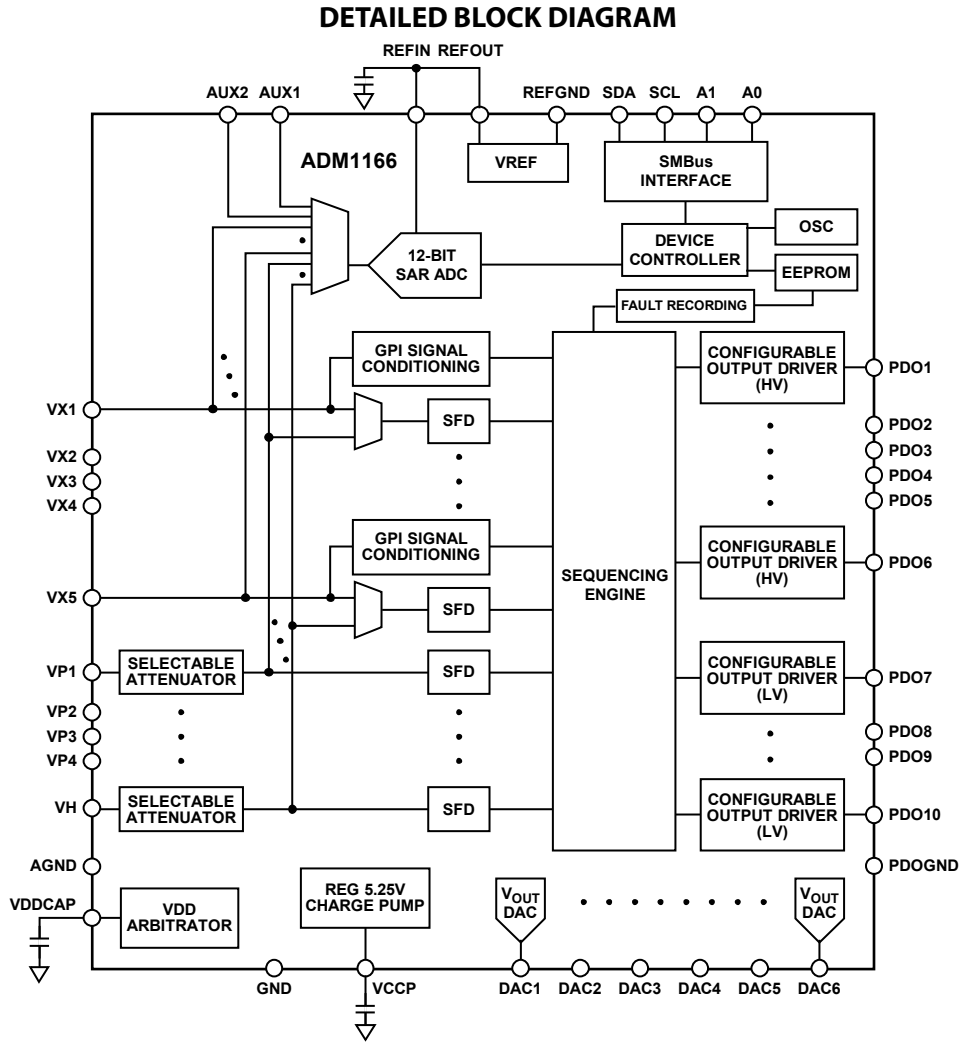 DETAILED BLOCK DIAGRAM
REFIN REFOUT
AUX2 AUX1
REFGND SDA SCL A1 A0
ADM1166
VREF
SMBus
INTERFACE
12-BIT
SAR ADC
DEVICE
CONTROLLER
OSC
EEPROM
FAULT RECORDING
GPI SIGNAL
CONDITIONING
CONFIGURABLE
OUTPUT DRIVER
(HV)
PDO1
VX1
SFD
PDO2
VX2
PDO3
VX3
PDO4
VX4
PDO5
GPI SIGNAL
CONDITIONING
CONFIGURABLE
OUTPUT DRIVER
(HV)
PDO6
SEQUENCING
ENGINE
VX5
SFD
VP1
SELECTABLE
ATTENUATOR
SFD
CONFIGURABLE
OUTPUT DRIVER
(LV)
PDO7
VP2
PDO8
VP3
PDO9
VP4
VH
SELECTABLE
ATTENUATOR
SFD
CONFIGURABLE
OUTPUT DRIVER
(LV)
PDO10
AGND
PDOGND
VDDCAP
VDD
ARBITRATOR
REG 5.25V
CHARGE PUMP
VOUT
DAC
VOUT
DAC
GND
VCCP
DAC1 DAC2 DAC3 DAC4 DAC5 DAC6